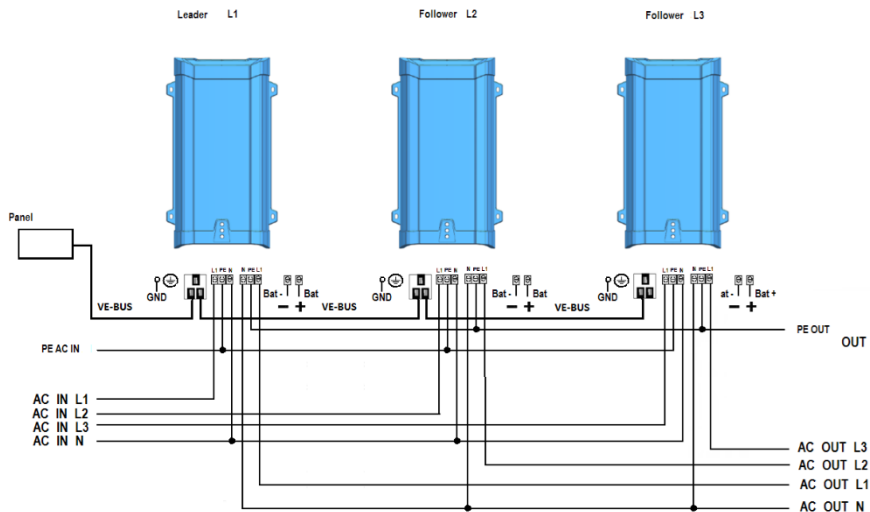 Leader L1
Follower L2
Follower L3
Panel
L1 PE N N PE L1
L1 PE N N PE L1
L1 PE N N PE L1
GND
Bat - Bat
GND
Bat - Bat
GND
at - Bat +
- +
- +
- +
VE-BUS
VE-BUS
VE-BUS
PE OUT
OUT
PE AC IN
AC IN L1
AC IN L2
AC IN L3
AC IN N
AC OUT L3
AC OUT L2
AC OUT L1
AC OUT N